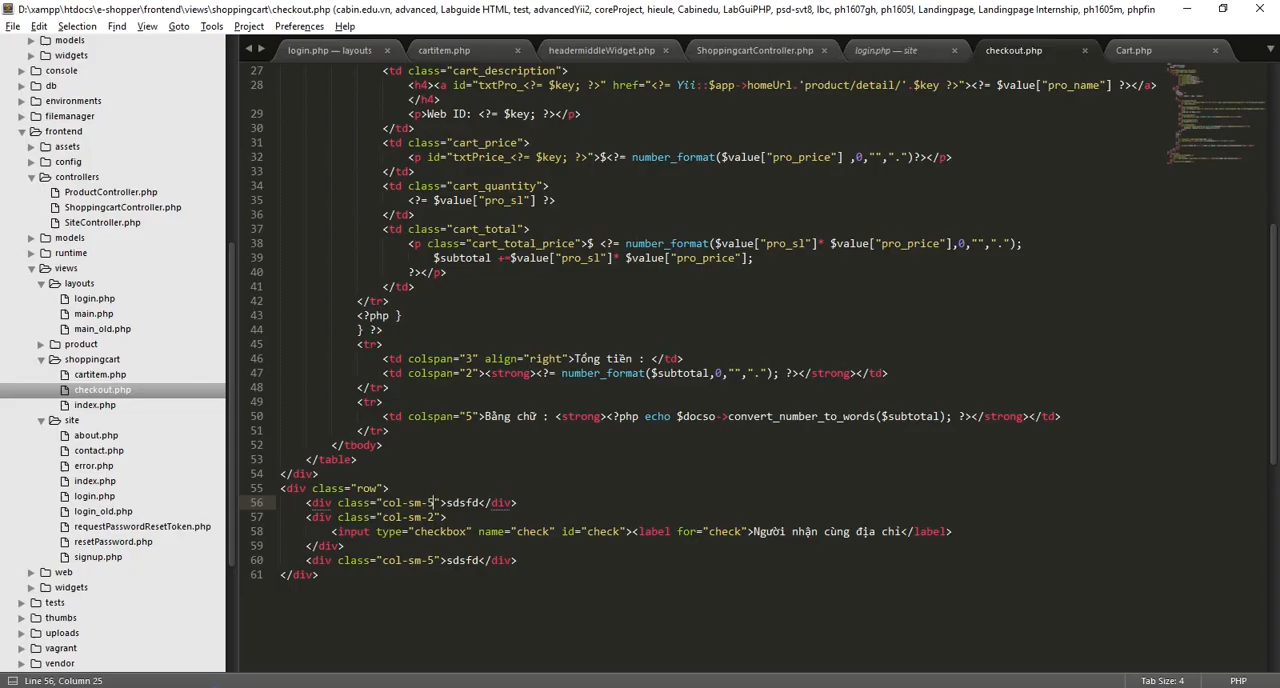 D:\xampp\htdocs\e-shopper\frontend\views\shoppingcart\checkout.php (cabin.edu.vn, advanced, Labguide HTML, test, advancedYii2, coreProject, hieule, Cabinedu, LabGuiPHP, psd-svt8, lbc, ph1607gh, ph1605l, Landingpage, Landingpage Internship, ph1605m, phpfin
File Edit Selection Find View Goto Tools Project Preferences Help
login.php — layouts cartitem.php headermiddleWidget.php ShoppingcartController.php login.php — site checkout.php Cart.php
models
widgets
console
db
environments
filemanager
frontend
assets
config
controllers
ProductController.php
ShoppingcartController.php
SiteController.php
models
runtime
views
layouts
login.php
main.php
main_old.php
product
shoppingcart
cartitem.php
checkout.php
index.php
site
about.php
contact.php
error.php
index.php
login.php
login_old.php
requestPasswordResetToken.php
resetPassword.php
signup.php
web
widgets
tests
thumbs
uploads
vagrant
vendor
27 <td class="cart_description">
28 <h4><a id="txtPro_<?= $key; ?>" href="<?= Yii::$app->homeUrl.'product/detail/'.$key ?>"><?= $value["pro_name"] ?></a>
</h4>
29 <p>Web ID: <?= $key; ?></p>
30 </td>
31 <td class="cart_price">
32 <p id="txtPrice_<?= $key; ?>">$<?= number_format($value["pro_price"] ,0,"",".")?></p>
33 </td>
34 <td class="cart_quantity">
35 <?= $value["pro_sl"] ?>
36 </td>
37 <td class="cart_total">
38 <p class="cart_total_price">$ <?= number_format($value["pro_sl"]* $value["pro_price"],0,"",".");
39 $subtotal +=$value["pro_sl"]* $value["pro_price"];
40 ?></p>
41 </td>
42 </tr>
43 <?php }
44 } ?>
45 <tr>
46 <td colspan="3" align="right">Tổng tiền : </td>
47 <td colspan="2"><strong><?= number_format($subtotal,0,"","."); ?></strong></td>
48 </tr>
49 <tr>
50 <td colspan="5">Bằng chữ : <strong><?php echo $docso->convert_number_to_words($subtotal); ?></strong></td>
51 </tr>
52 </tbody>
53 </table>
54 </div>
55 <div class="row">
56 <div class="col-sm-5">sdsfd</div>
57 <div class="col-sm-2">
58 <input type="checkbox" name="check" id="check"><label for="check">Người nhận cùng địa chỉ</label>
59 </div>
60 <div class="col-sm-5">sdsfd</div>
61 </div>
Line 56, Column 25 Tab Size: 4 PHP